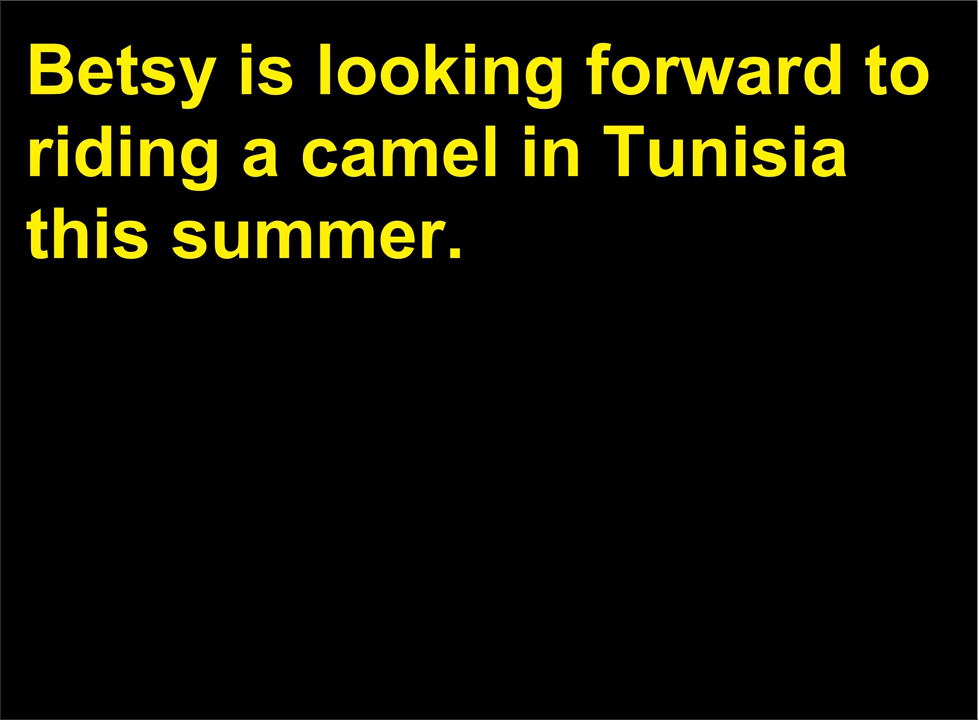 Betsy is looking forward to
riding a camel in Tunisia
this summer.